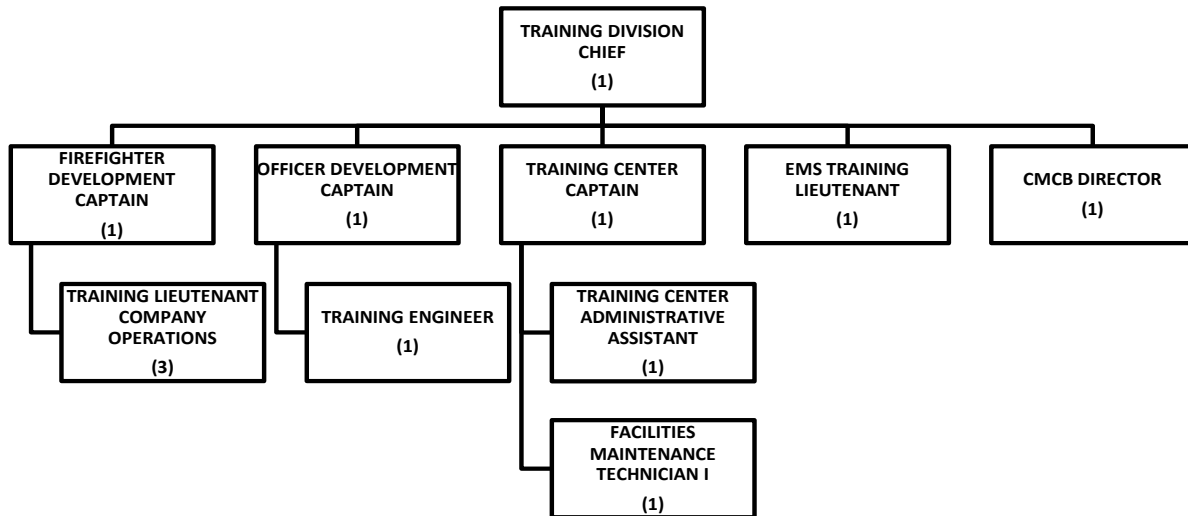 TRAINING DIVISION
CHIEF
(1)
FIREFIGHTER
DEVELOPMENT
CAPTAIN
(1)
OFFICER DEVELOPMENT
CAPTAIN
(1)
TRAINING CENTER
CAPTAIN
(1)
EMS TRAINING
LIEUTENANT
(1)
CMCB DIRECTOR
(1)
TRAINING LIEUTENANT
COMPANY
OPERATIONS
(3)
TRAINING ENGINEER
(1)
TRAINING CENTER
ADMINISTRATIVE
ASSISTANT
(1)
FACILITIES
MAINTENANCE
TECHNICIAN I
(1)